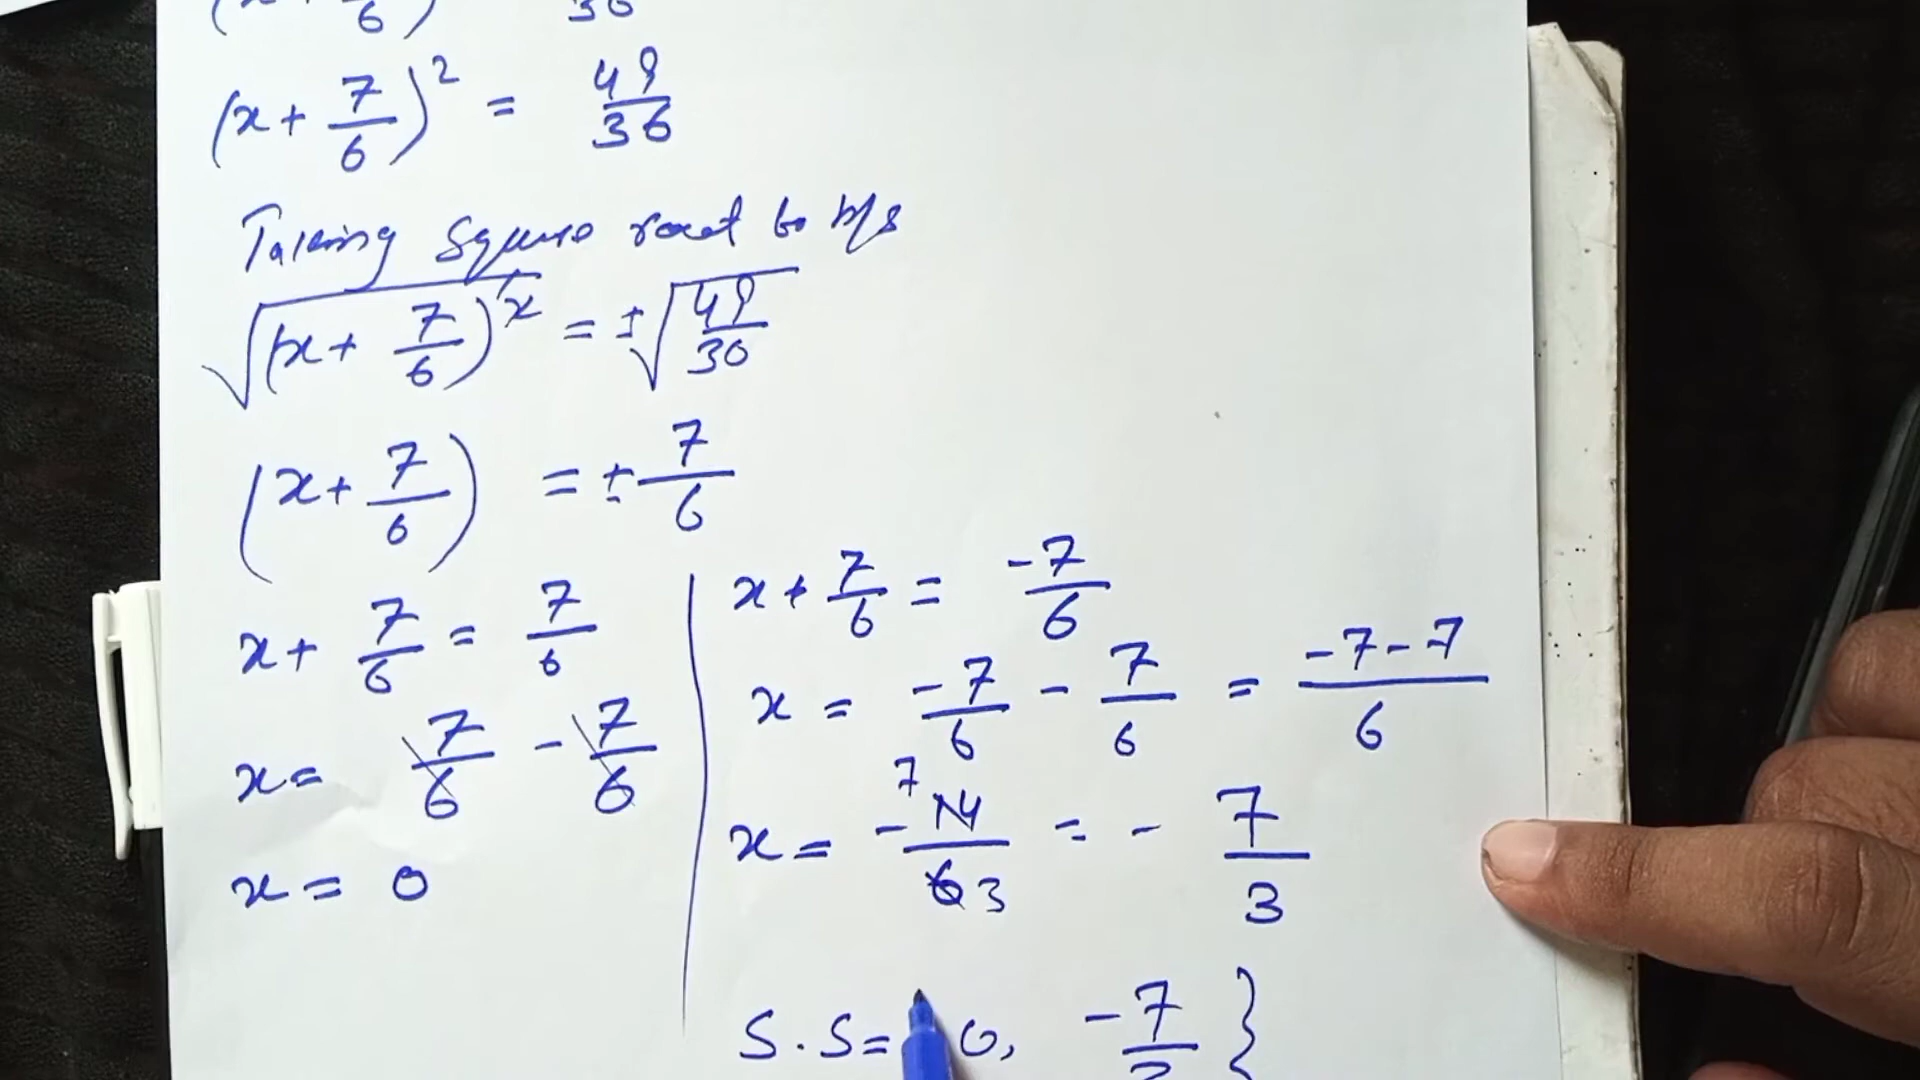 (x + 7/6)² = 49/36
Taking Square root to b/s
√(x + 7/6)² = ±√49/36
(x + 7/6) = ± 7/6
x + 7/6 = 7/6
x = 7/6 - 7/6
x = 0
x + 7/6 = -7/6
x = -7/6 - 7/6 = -7-7/6
x = -14/6 7 3 = - 7/3
S.S = 0, -7/3 }